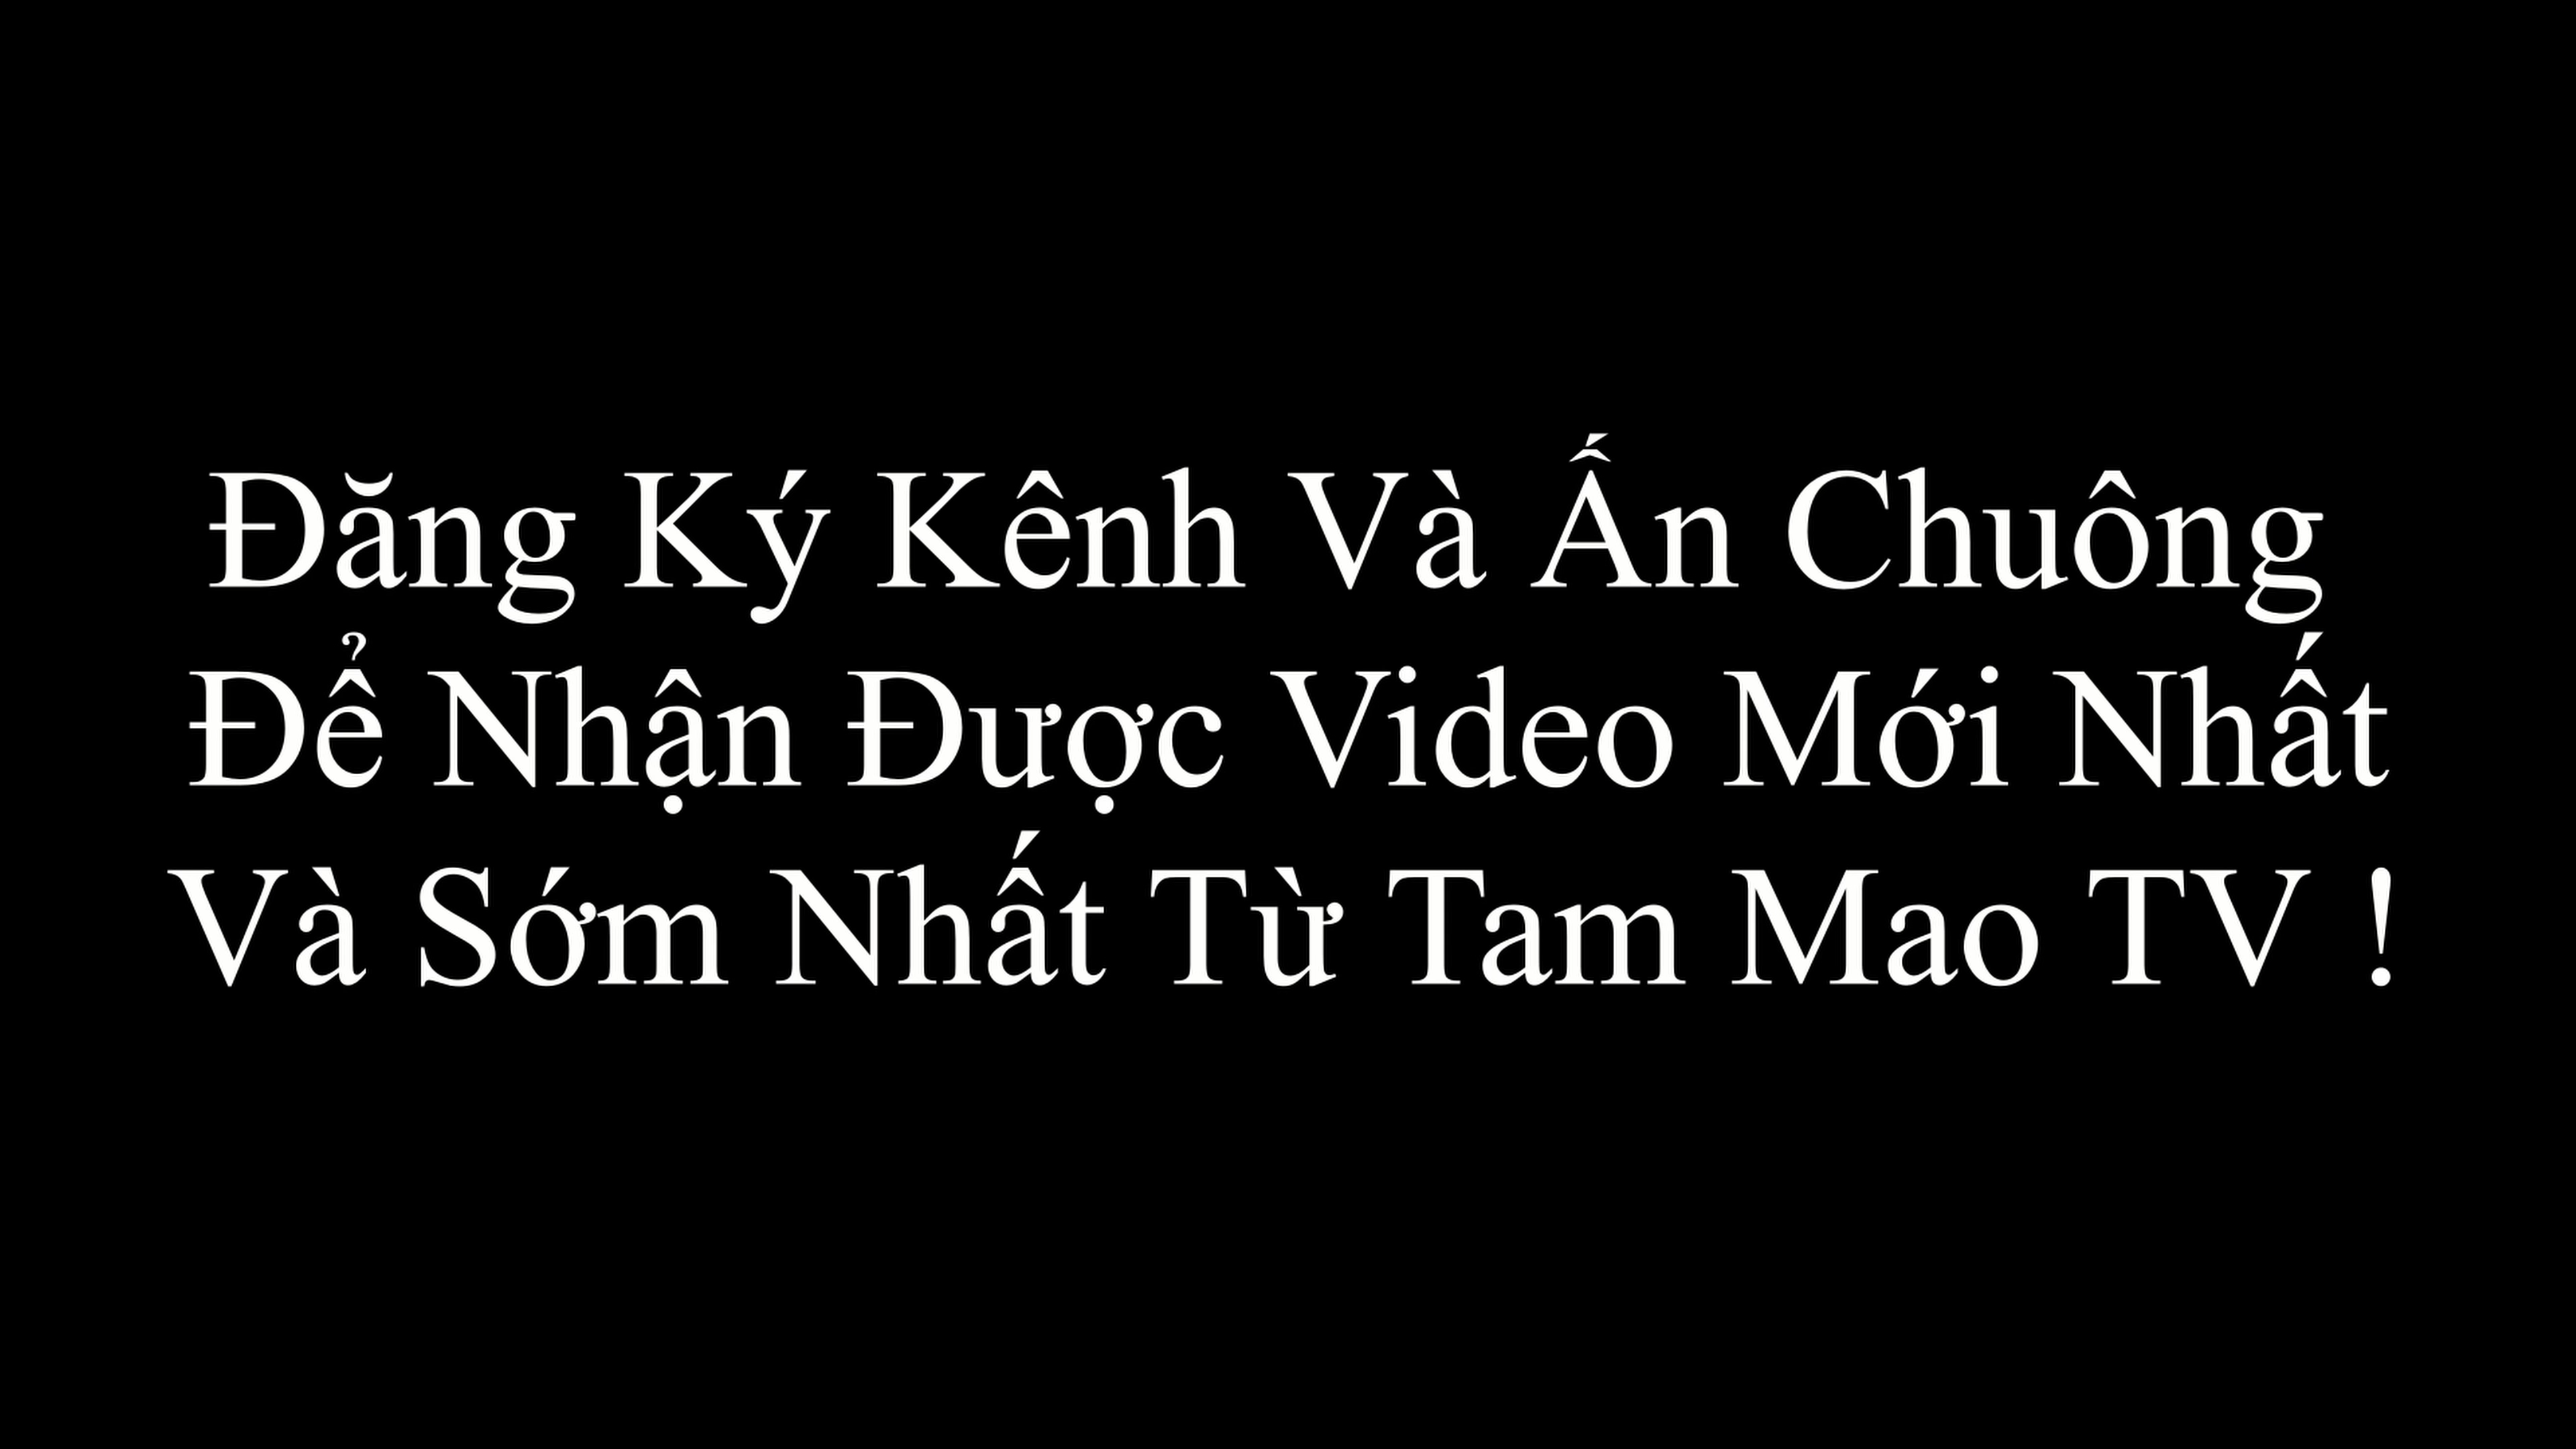 Đăng Ký Kênh Và Ấn Chuông
Để Nhận Được Video Mới Nhất
Và Sớm Nhất Từ Tam Mao TV !